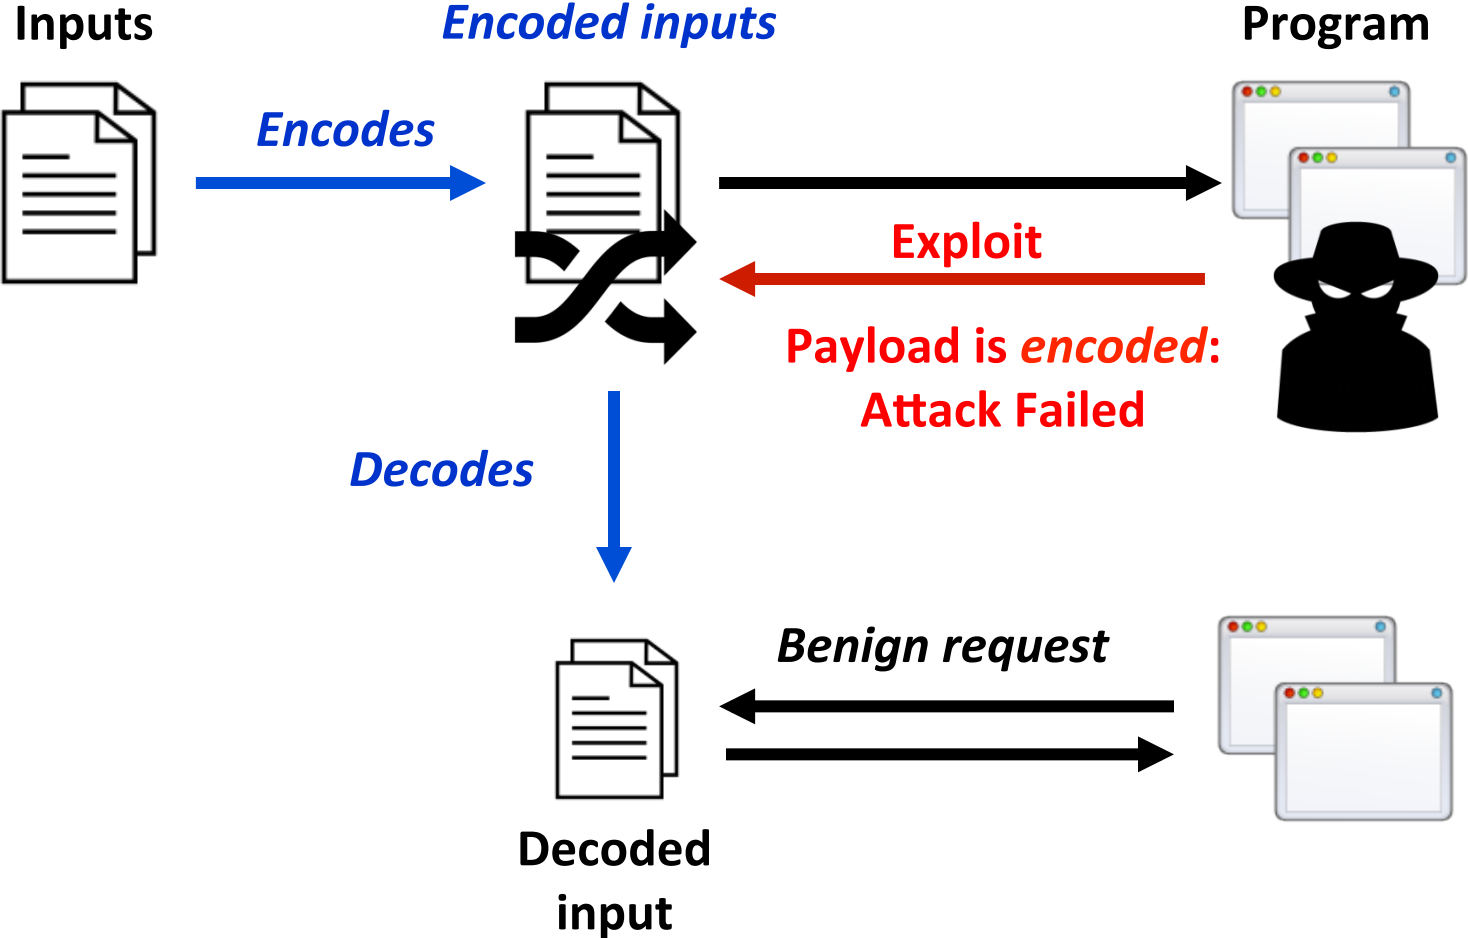 Inputs
Encoded inputs
Program
Encodes
Exploit
Payload is encoded:
Attack Failed
Decodes
Benign request
Decoded
input